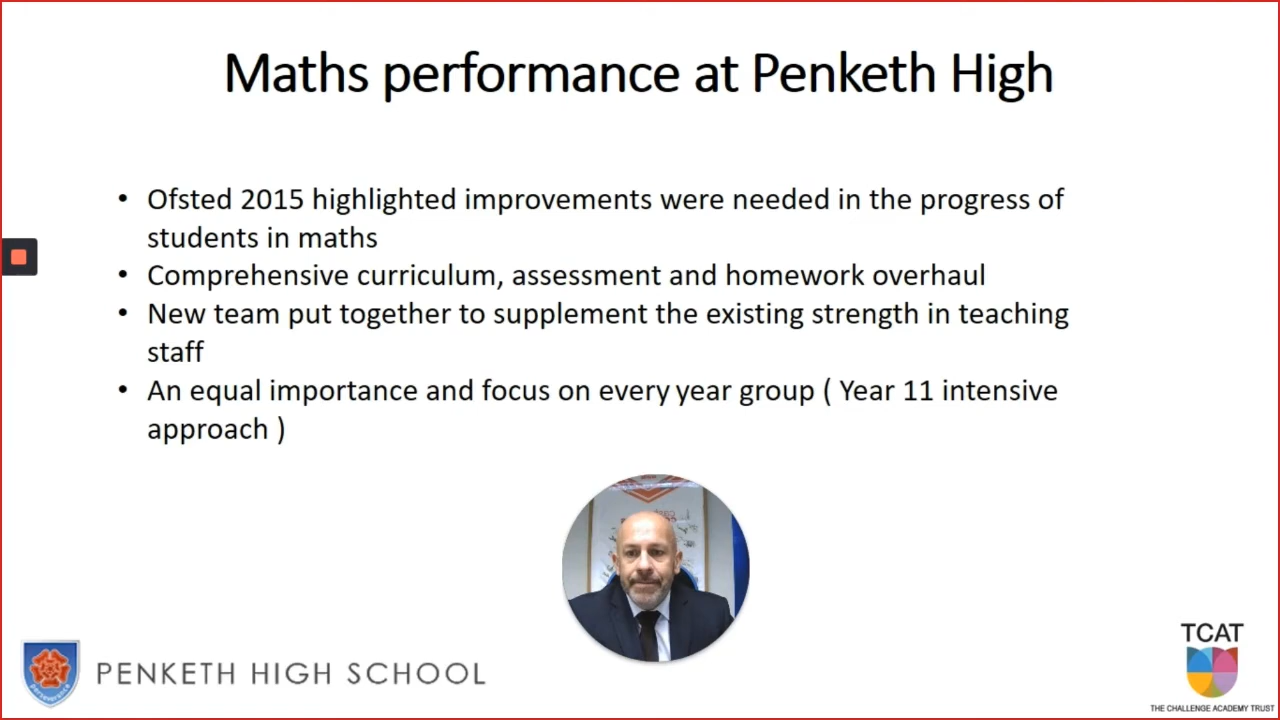 Maths performance at Penketh High
• Ofsted 2015 highlighted improvements were needed in the progress of
students in maths
• Comprehensive curriculum, assessment and homework overhaul
• New team put together to supplement the existing strength in teaching
staff
• An equal importance and focus on every year group ( Year 11 intensive
approach )
perseverance
PENKETH HIGH SCHOOL
TCAT
THE CHALLENGE ACADEMY TRUST